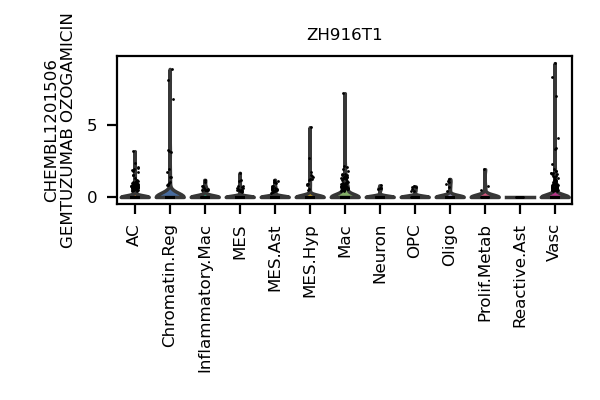 ZH916T1
CHEMBL1201506
GEMTUZUMAB OZOGAMICIN
5
0
AC
Chromatin.Reg
Inflammatory.Mac
MES
MES.Ast
MES.Hyp
Mac
Neuron
OPC
Oligo
Prolif.Metab
Reactive.Ast
Vasc